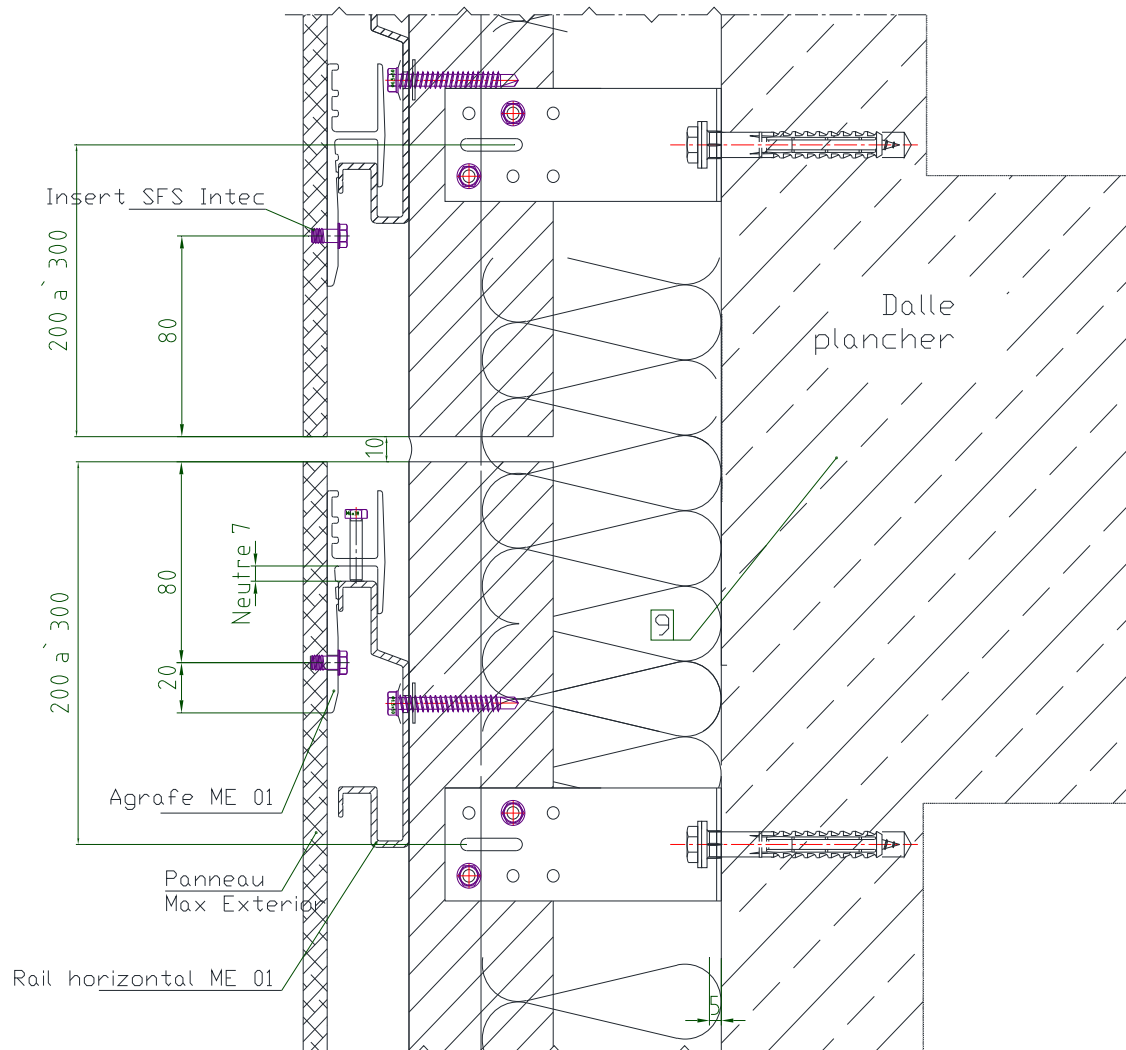 Insert SFS Intec
200 a` 300
80
Dalle
plancher
10
Neutre 7
80
200 a` 300
9
20
Agrafe ME 01
Panneau
Max Exterior
Rail horizontal ME 01
5